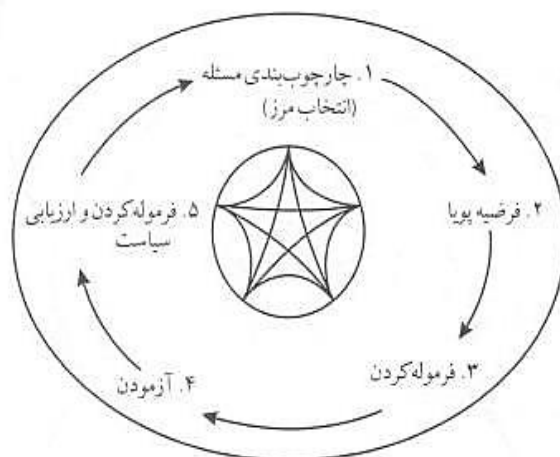 ۱. چارچوب‌بندی مسئله
(انتخاب مرز)
۲. فرضیه پویا
۳. فرموله‌کردن
۴. آزمودن
۵. فرموله‌کردن و ارزیابی
سیاست